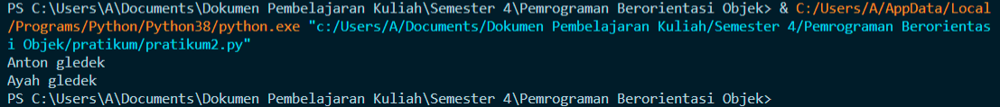 PS C:\Users\A\Documents\Dokumen Pembelajaran Kuliah\Semester 4\Pemrograman Berorientasi Objek> & C:/Users/A/AppData/Local
/Programs/Python/Python38/python.exe "c:/Users/A/Documents/Dokumen Pembelajaran Kuliah/Semester 4/Pemrograman Berorientas
i Objek/pratikum/pratikum2.py"
Anton gledek
Ayah gledek
PS C:\Users\A\Documents\Dokumen Pembelajaran Kuliah\Semester 4\Pemrograman Berorientasi Objek>